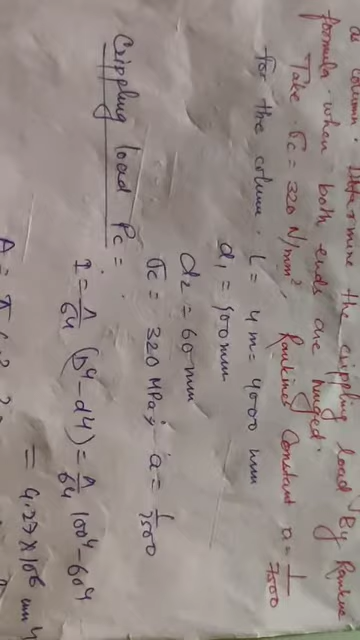 a column. Determine the crippling load By Rankine
formula when both ends are hinged.
Take σc = 320 N/mm², Rankine Constant a = 1/7500
For the column. L = 4 m = 4000 mm
d1 = 100 mm
d2 = 60 mm
σc = 320 MPa, a = 1/7500
Crippling load Pc =
I = π/64 (D⁴ - d4) = π/64 100⁴ - 60⁴
= 4.27 × 10⁶ mm 4
A = π